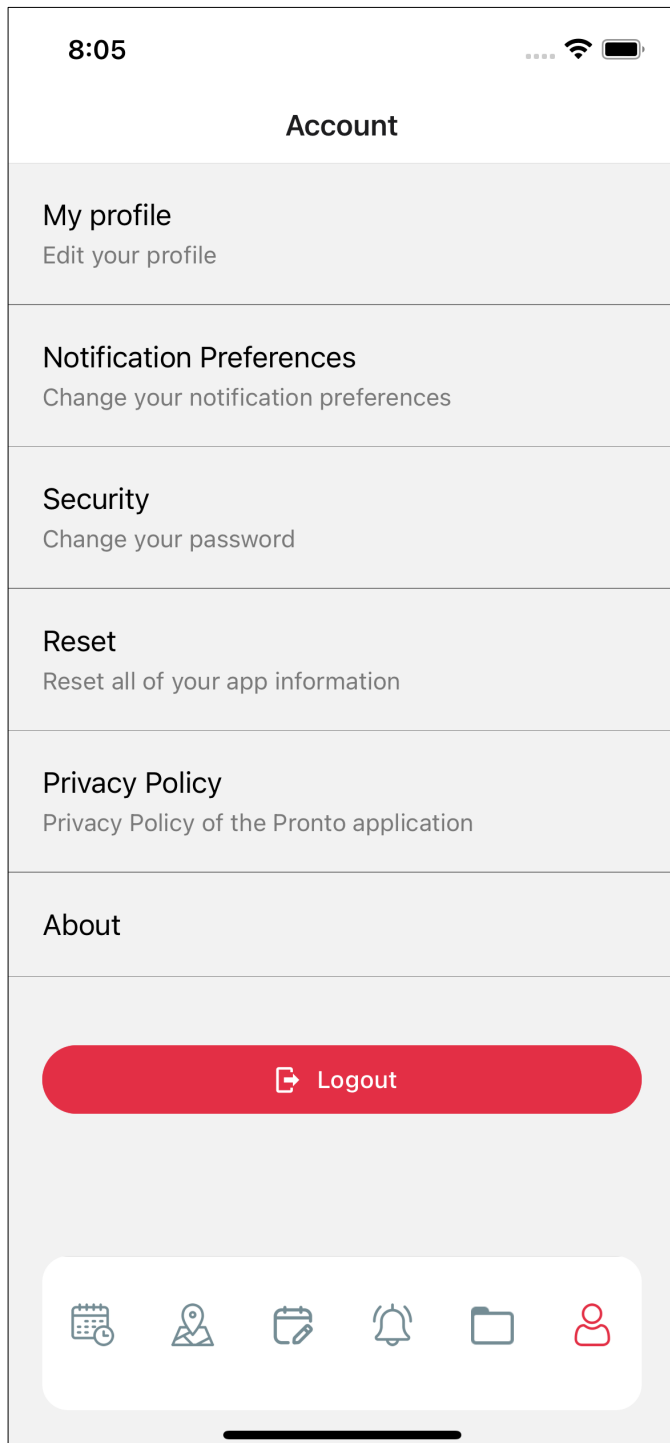 8:05
Account
My profile
Edit your profile
Notification Preferences
Change your notification preferences
Security
Change your password
Reset
Reset all of your app information
Privacy Policy
Privacy Policy of the Pronto application
About
Logout